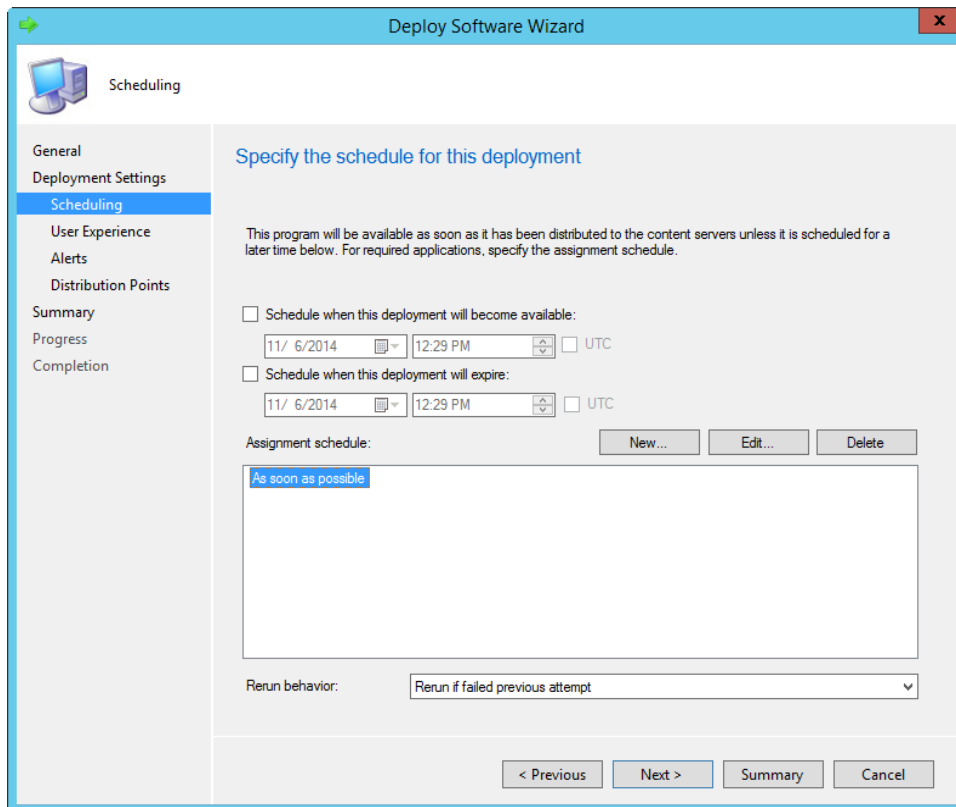 Deploy Software Wizard
x
Scheduling
General
Deployment Settings
Scheduling
User Experience
Alerts
Distribution Points
Summary
Progress
Completion
Specify the schedule for this deployment
This program will be available as soon as it has been distributed to the content servers unless it is scheduled for a
later time below. For required applications, specify the assignment schedule.
Schedule when this deployment will become available:
11/ 6/2014 12:29 PM UTC
Schedule when this deployment will expire:
11/ 6/2014 12:29 PM UTC
Assignment schedule: New... Edit... Delete
As soon as possible
Rerun behavior: Rerun if failed previous attempt
< Previous Next > Summary Cancel